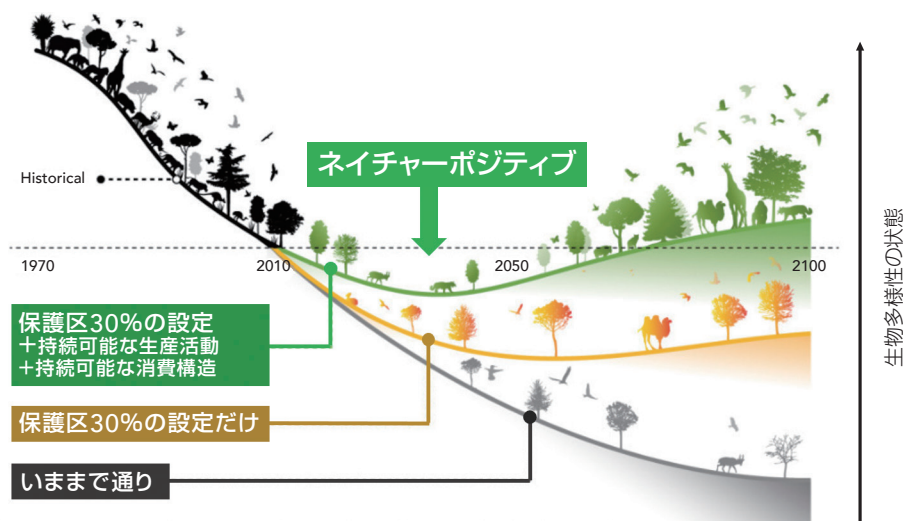 ネイチャーポジティブ
Historical
1970
2010
2050
2100
生物多様性の状態
保護区30%の設定
+持続可能な生産活動
+持続可能な消費構造
保護区30%の設定だけ
いままで通り